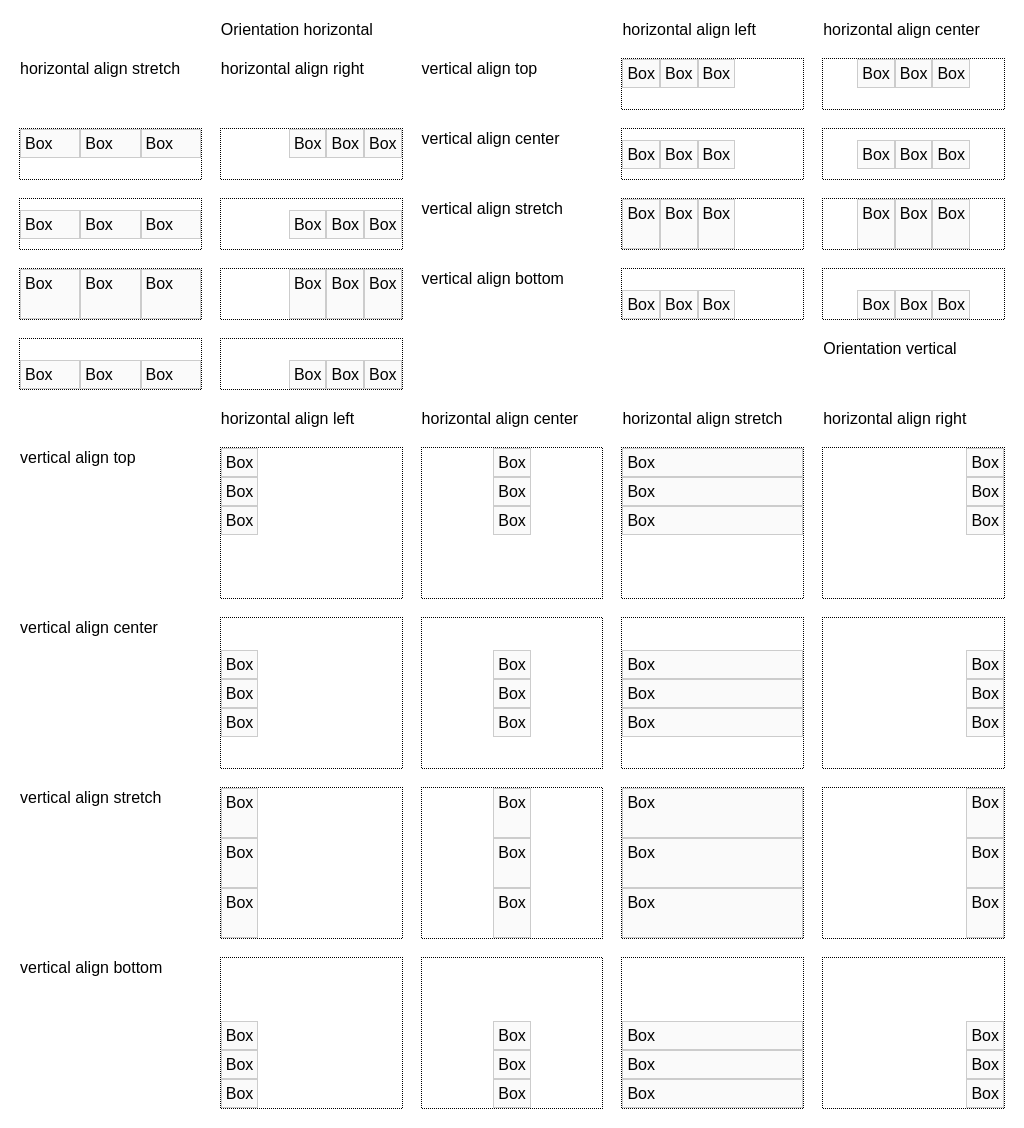 Orientation horizontal horizontal align left horizontal align center
horizontal align stretch horizontal align right vertical align top Box Box Box Box Box Box
Box Box Box Box Box Box vertical align center Box Box Box Box Box Box
Box Box Box Box Box Box vertical align stretch Box Box Box Box Box Box
Box Box Box Box Box Box vertical align bottom Box Box Box Box Box Box
Orientation vertical
Box Box Box Box Box Box
horizontal align left horizontal align center horizontal align stretch horizontal align right
vertical align top Box Box Box Box
Box Box Box Box
Box Box Box Box
vertical align center
Box Box Box Box
Box Box Box Box
Box Box Box Box
vertical align stretch Box Box Box Box
Box Box Box Box
Box Box Box Box
vertical align bottom
Box Box Box Box
Box Box Box Box
Box Box Box Box